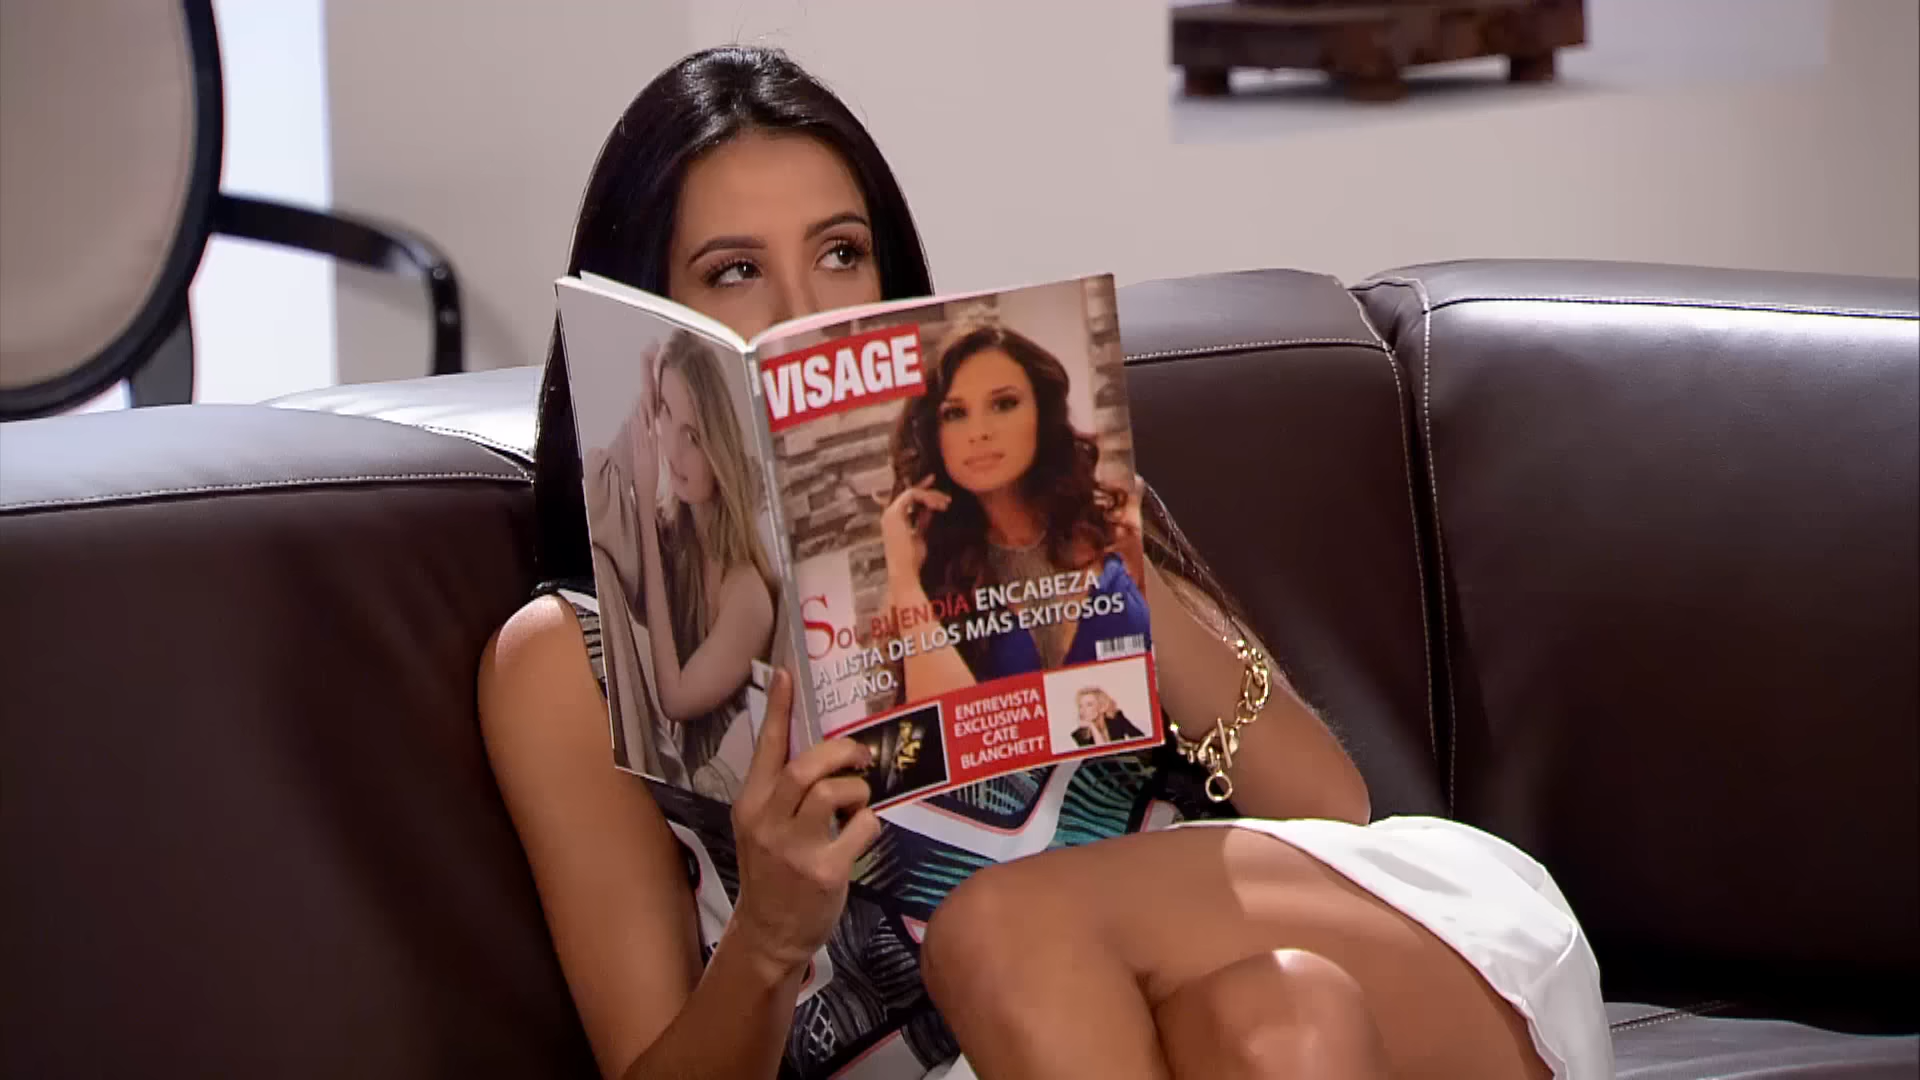 VISAGE
SOL BUENDÍA ENCABEZA
LA LISTA DE LOS MÁS EXITOSOS
DEL AÑO.
ENTREVISTA
EXCLUSIVA A
CATE
BLANCHETT